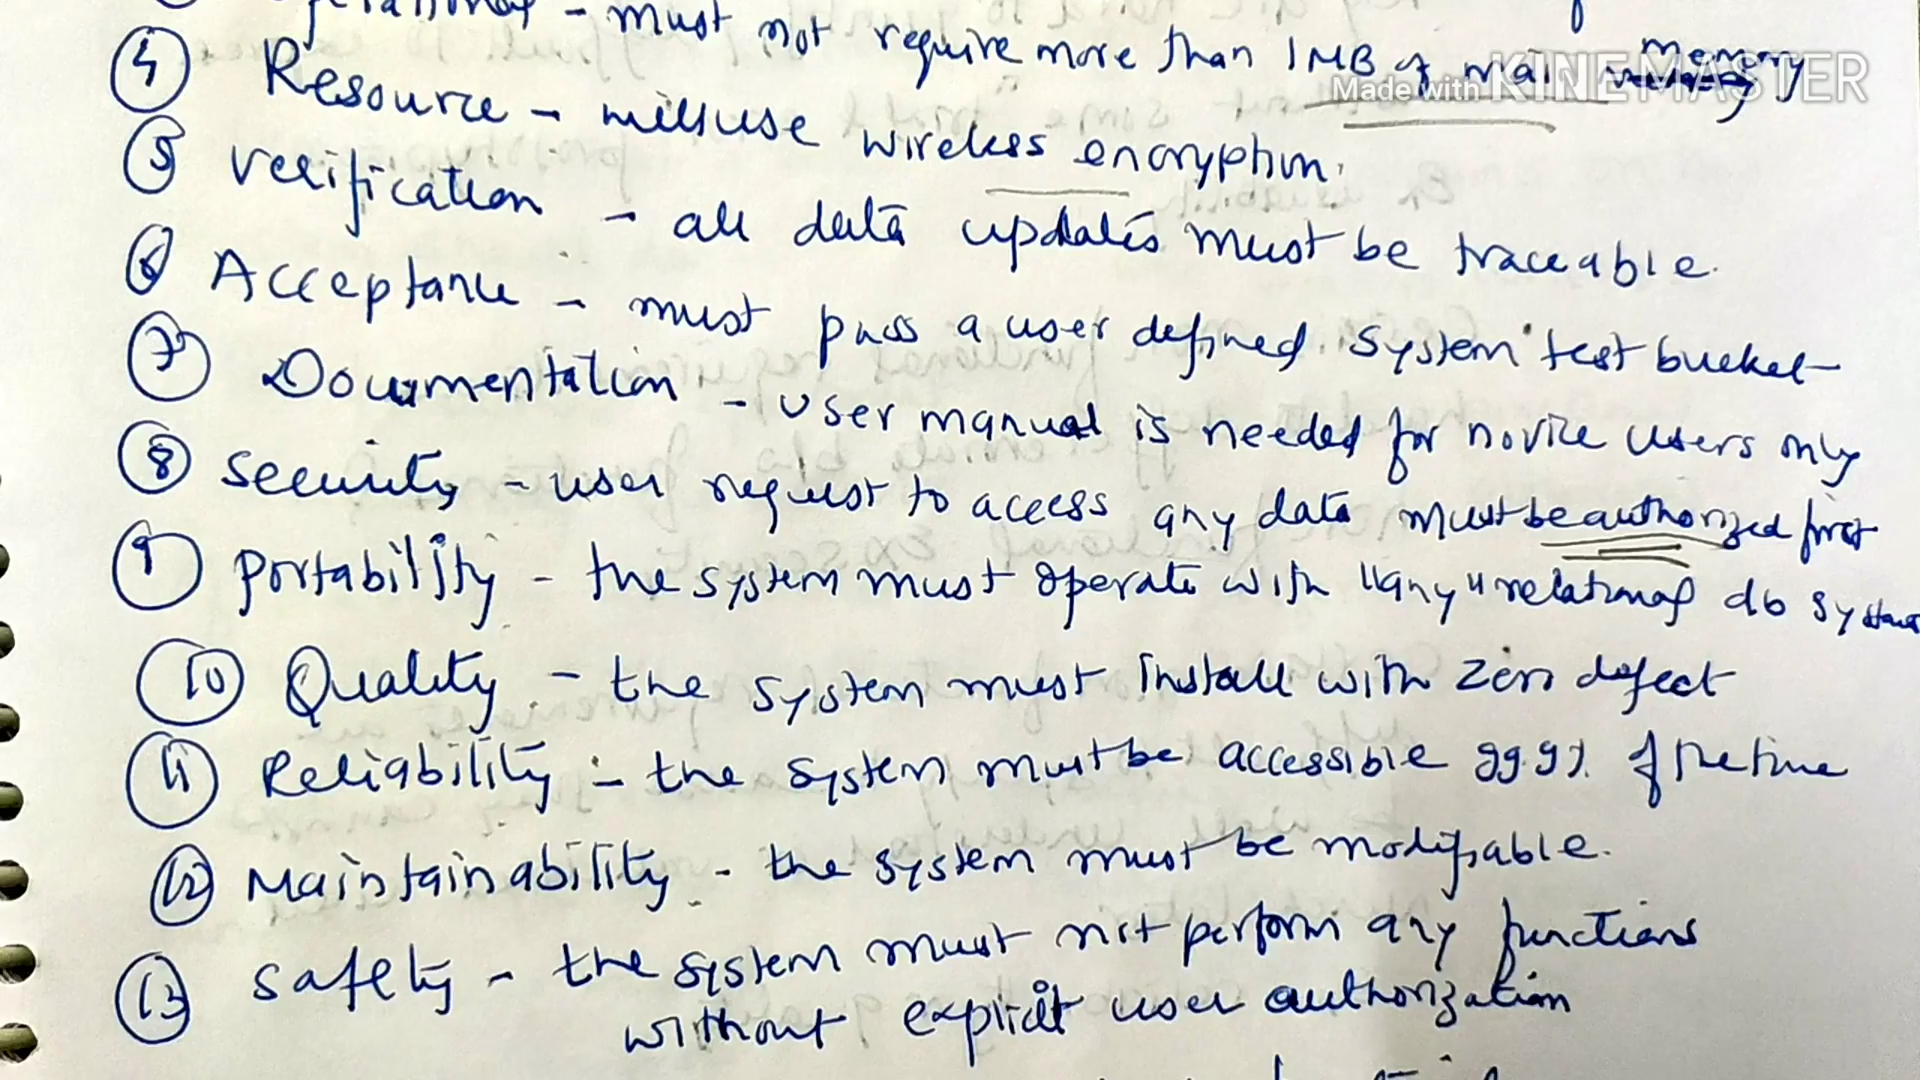 Operational - must not require more than 1MB of mai memory
4 Resource - will use wireless encryption.
5 verification - all data updates must be traceable.
6 Acceptance - must pass a user defined system test bucket
7 Documentation - user manual is needed for novice users only
8 Security - user request to access any data must be authorized first
9 Portability - the system must operate with "any" relational db system
10 Quality - the system must install with zero defect
11 Reliability :- the system must be accessible 99.9% of the time
12 Maintainability - the system must be modifiable.
13 safety - the system must not perform any functions
without explicit user authorization
Made with KINEMASTER